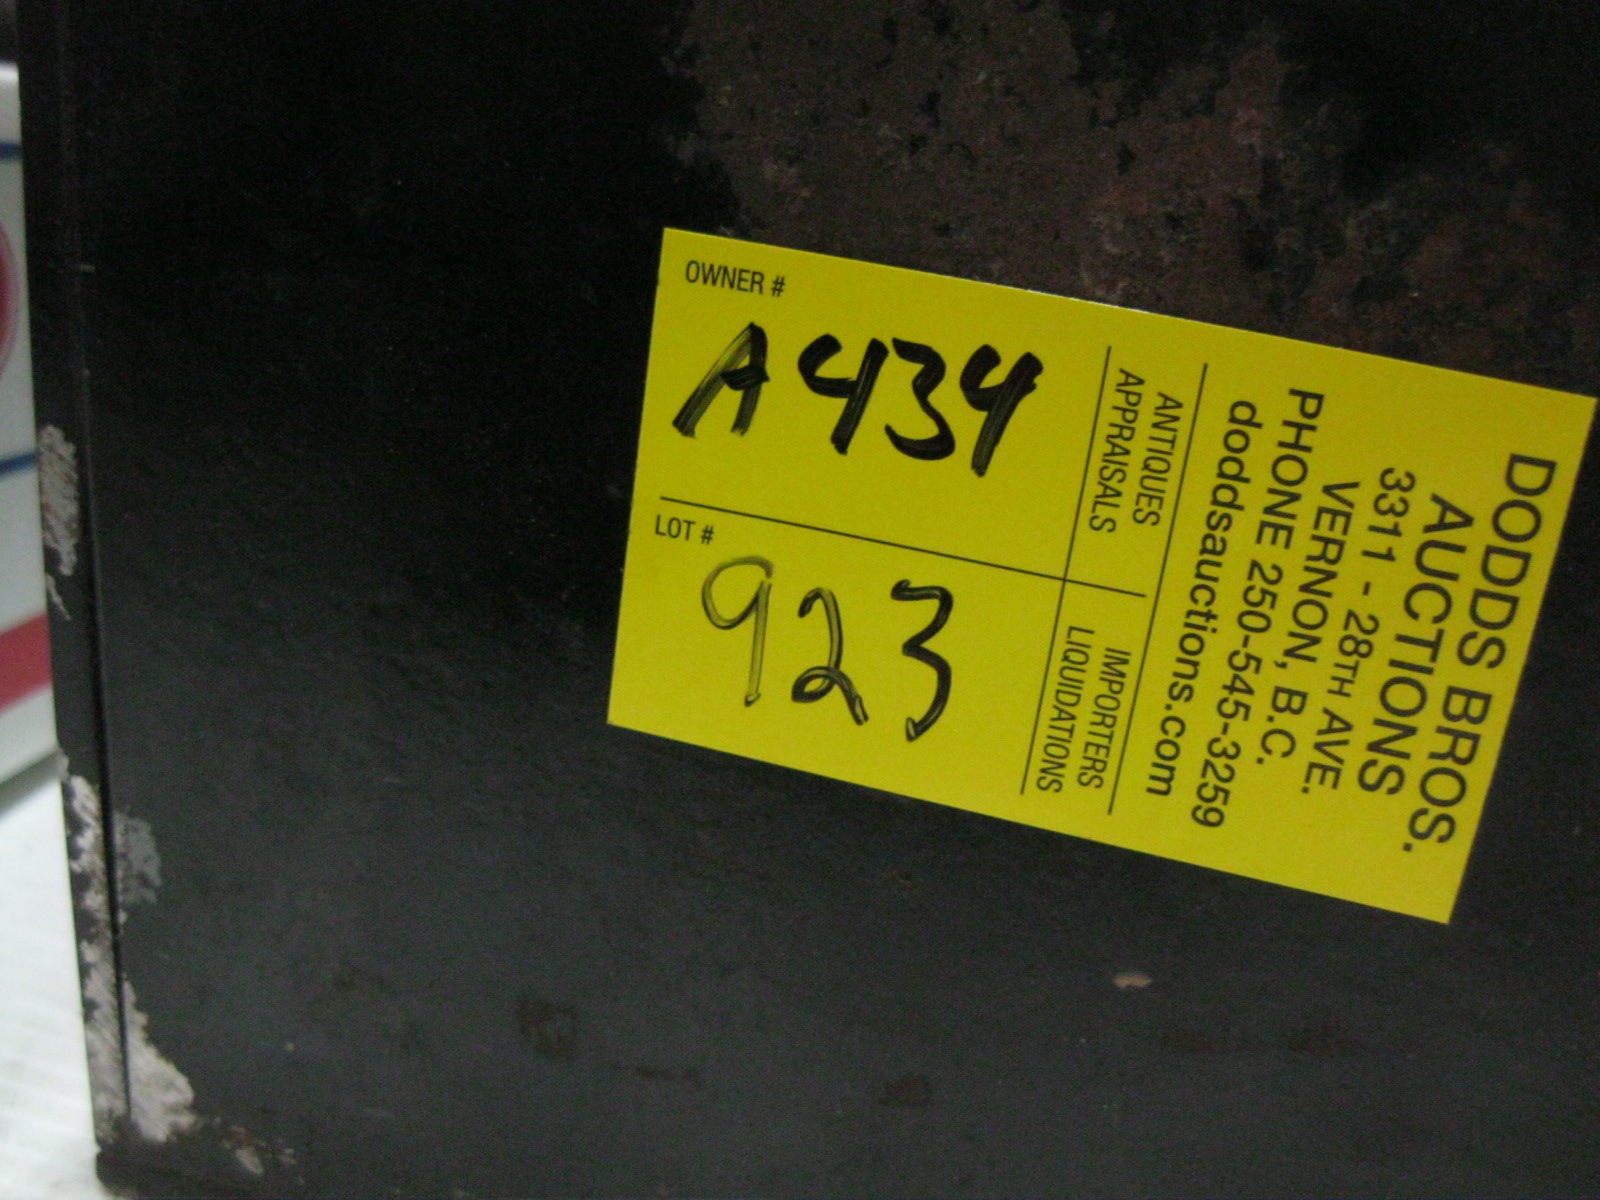 DODDS BROS.
AUCTIONS
3311 - 28TH AVE.
VERNON, B.C.
PHONE 250-545-3259
doddsauctions.com
ANTIQUES
APPRAISALS
IMPORTERS
LIQUIDATIONS
OWNER #
A434
LOT #
923